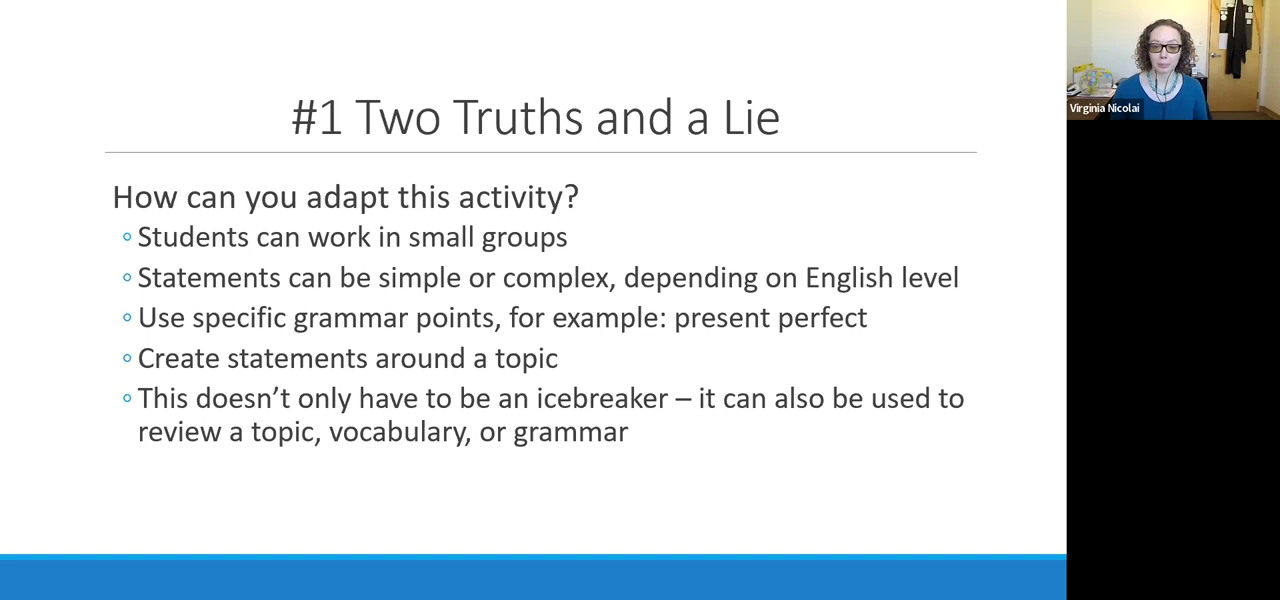 #1 Two Truths and a Lie
How can you adapt this activity?
◦ Students can work in small groups
◦ Statements can be simple or complex, depending on English level
◦ Use specific grammar points, for example: present perfect
◦ Create statements around a topic
◦ This doesn’t only have to be an icebreaker – it can also be used to
review a topic, vocabulary, or grammar
Virginia Nicolai